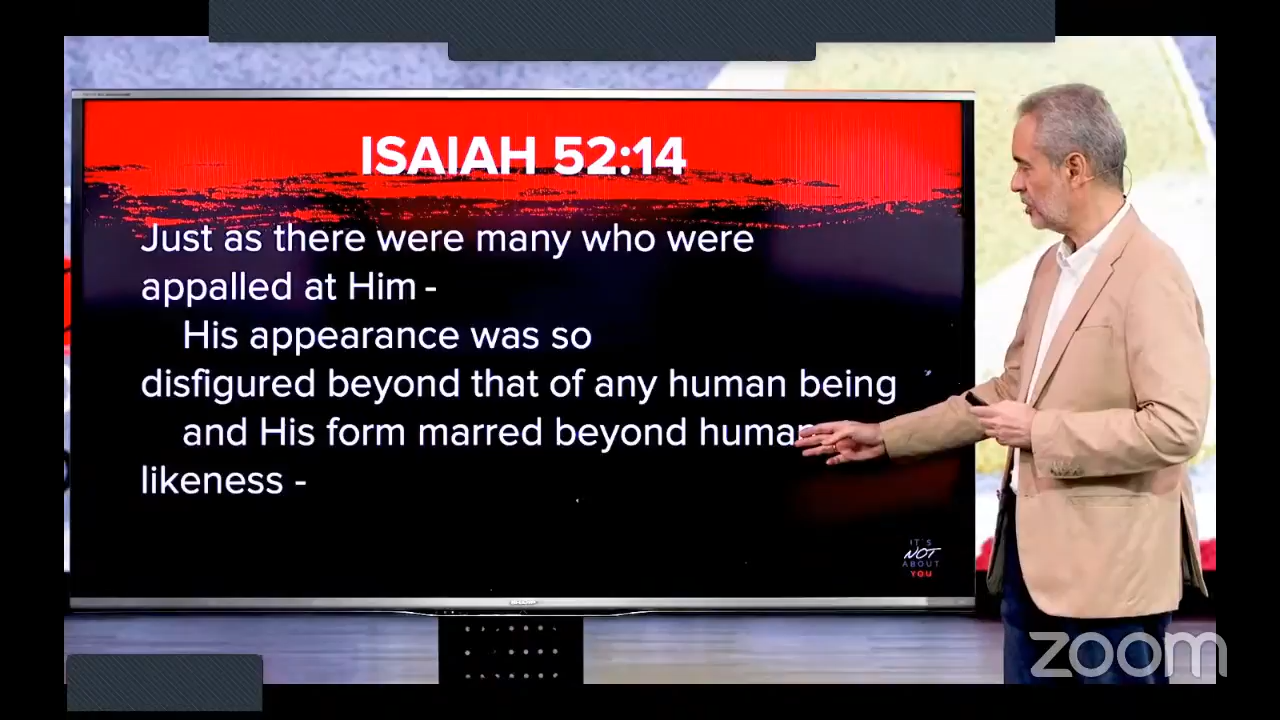 ISAIAH 52:14
Just as there were many who were
appalled at Him -
His appearance was so
disfigured beyond that of any human being
and His form marred beyond human
likeness -
IT'S
NOT
ABOUT
YOU
zoom